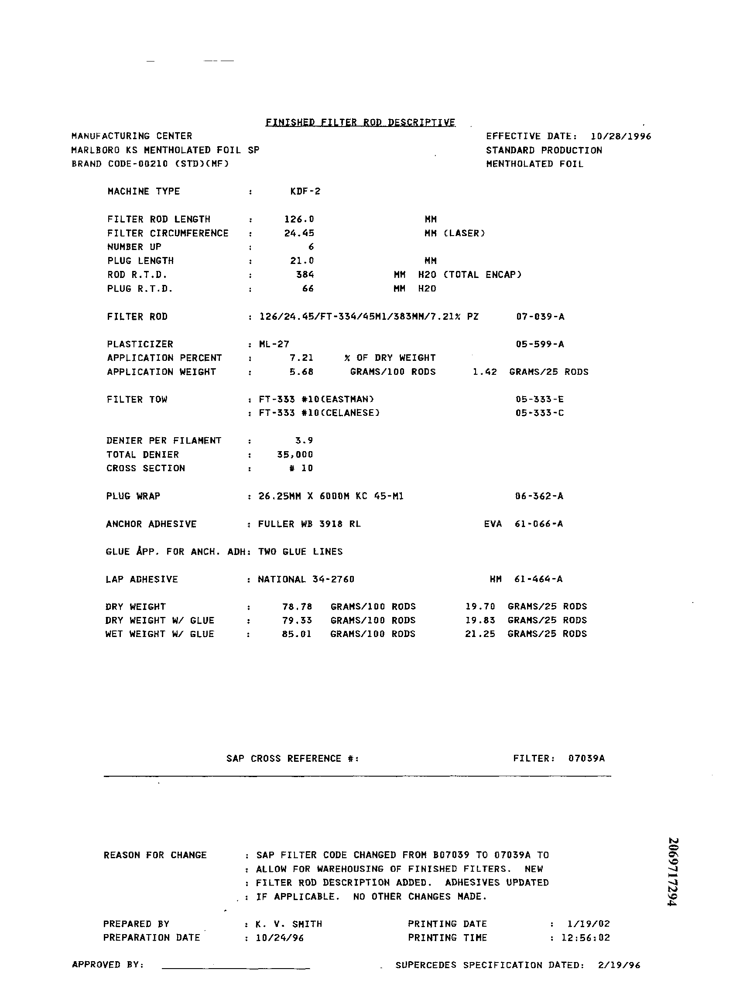 FINISHED FILTER ROD DESCRIPTIVE
MANUFACTURING CENTER EFFECTIVE DATE: 10/28/1996
MARLBORO KS MENTHOLATED FOIL SP STANDARD PRODUCTION
BRAND CODE-00210 (STD)(MF) MENTHOLATED FOIL
MACHINE TYPE : KDF-2
FILTER ROD LENGTH : 126.0 MM
FILTER CIRCUMFERENCE : 24.45 MM (LASER)
NUMBER UP : 6
PLUG LENGTH : 21.0 MM
ROD R.T.D. : 384 MM H2O (TOTAL ENCAP)
PLUG R.T.D. : 66 MM H2O
FILTER ROD : 126/24.45/FT-334/45M1/383MM/7.21% PZ 07-039-A
PLASTICIZER : ML-27 05-599-A
APPLICATION PERCENT : 7.21 % OF DRY WEIGHT
APPLICATION WEIGHT : 5.68 GRAMS/100 RODS 1.42 GRAMS/25 RODS
FILTER TOW : FT-333 #10(EASTMAN) 05-333-E
: FT-333 #10(CELANESE) 05-333-C
DENIER PER FILAMENT : 3.9
TOTAL DENIER : 35,000
CROSS SECTION : # 10
PLUG WRAP : 26.25MM X 6000M KC 45-M1 06-362-A
ANCHOR ADHESIVE : FULLER WB 3918 RL EVA 61-066-A
GLUE APP. FOR ANCH. ADH: TWO GLUE LINES
LAP ADHESIVE : NATIONAL 34-2760 HM 61-464-A
DRY WEIGHT : 78.78 GRAMS/100 RODS 19.70 GRAMS/25 RODS
DRY WEIGHT W/ GLUE : 79.33 GRAMS/100 RODS 19.83 GRAMS/25 RODS
WET WEIGHT W/ GLUE : 85.01 GRAMS/100 RODS 21.25 GRAMS/25 RODS
SAP CROSS REFERENCE #: FILTER: 07039A
REASON FOR CHANGE : SAP FILTER CODE CHANGED FROM B07039 TO 07039A TO
: ALLOW FOR WAREHOUSING OF FINISHED FILTERS. NEW
: FILTER ROD DESCRIPTION ADDED. ADHESIVES UPDATED
: IF APPLICABLE. NO OTHER CHANGES MADE.
PREPARED BY : K. V. SMITH PRINTING DATE : 1/19/02
PREPARATION DATE : 10/24/96 PRINTING TIME : 12:56:02
APPROVED BY: SUPERCEDES SPECIFICATION DATED: 2/19/96
2069717294